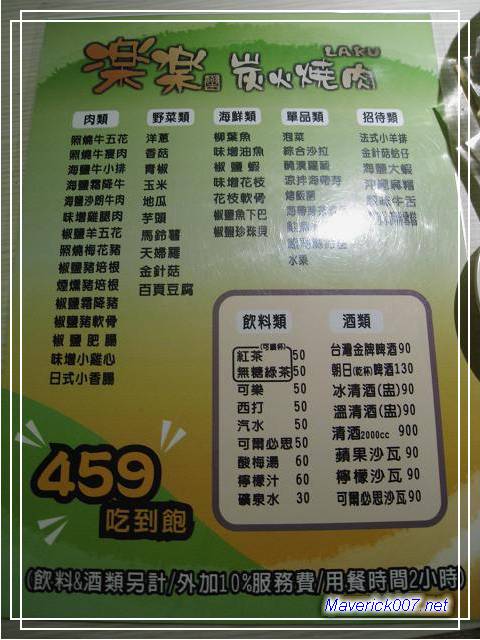 楽楽 炭火燒肉
LAKU
肉類
照燒牛五花
照燒牛瘦肉
海鹽牛小排
海鹽霜降牛
海鹽沙朗牛肉
味增雞腿肉
椒鹽羊五花
照燒梅花豬
椒鹽豬培根
煙燻豬培根
椒鹽霜降豬
椒鹽豬軟骨
椒鹽肥腸
味增小雞心
日式小香腸
野菜類
洋蔥
香菇
青椒
玉米
地瓜
芋頭
馬鈴薯
天婦羅
金針菇
百頁豆腐
海鮮類
柳葉魚
味增油魚
椒鹽蝦
味增花枝
花枝軟骨
椒鹽魚下巴
椒鹽珍珠貝
單品類
泡菜
綜合沙拉
涼拌海帶芽
水果
招待類
法式小羊排
金針菇蛤仔
海鹽大蝦
飲料類
(可續杯)
紅茶 50
無糖綠茶 50
可樂 50
西打 50
汽水 50
可爾必思 50
酸梅湯 60
檸檬汁 60
礦泉水 30
酒類
台灣金牌啤酒 90
朝日(乾杯)啤酒 130
冰清酒(盅) 90
溫清酒(盅) 90
清酒2000cc 900
蘋果沙瓦 90
檸檬沙瓦 90
可爾必思沙瓦 90
459
吃到飽
(飲料&酒類另計/外加10%服務費/用餐時間2小時)
Maverick007.net